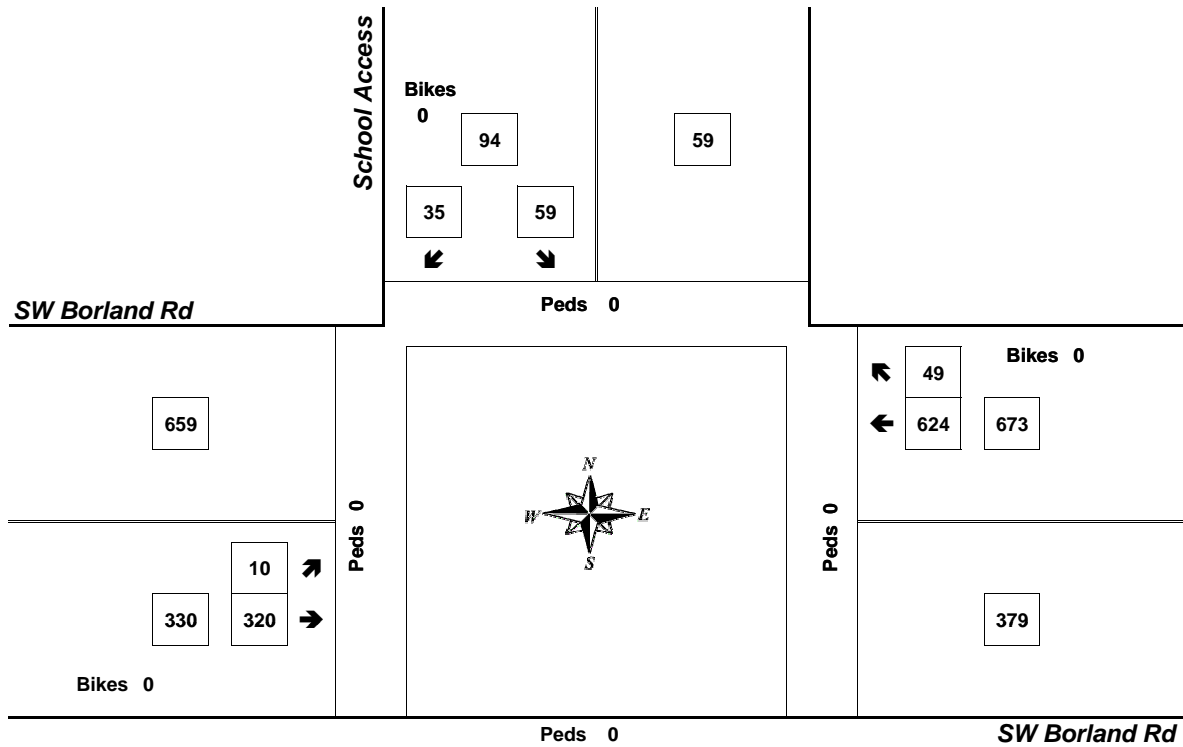 School Access
Bikes
0
94
59
35
59
Peds 0
SW Borland Rd
49
Bikes 0
659
624
673
N
W
E
S
Peds 0
Peds 0
10
330
320
379
Bikes 0
Peds 0
SW Borland Rd